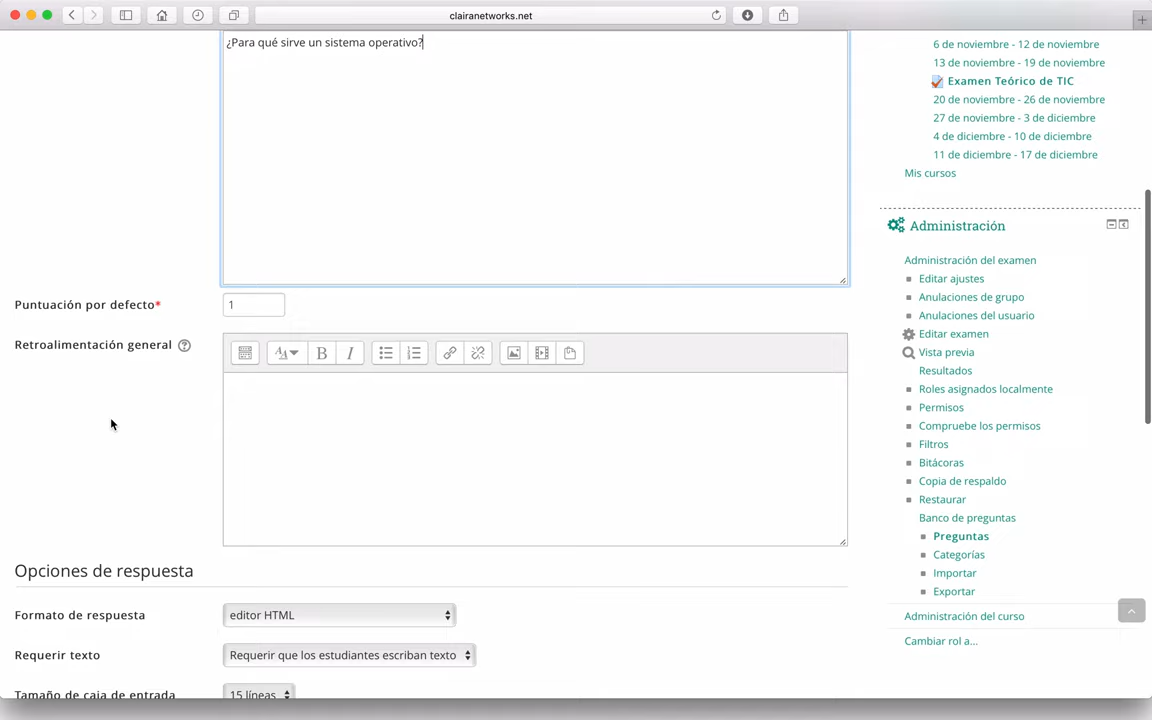 clairanetworks.net
¿Para qué sirve un sistema operativo?
Puntuación por defecto*
1
Retroalimentación general
Opciones de respuesta
Formato de respuesta
editor HTML
Requerir texto
Requerir que los estudiantes escriban texto
Tamaño de caja de entrada
15 líneas
6 de noviembre - 12 de noviembre
13 de noviembre - 19 de noviembre
Examen Teórico de TIC
20 de noviembre - 26 de noviembre
27 de noviembre - 3 de diciembre
4 de diciembre - 10 de diciembre
11 de diciembre - 17 de diciembre
Mis cursos
Administración
Administración del examen
Editar ajustes
Anulaciones de grupo
Anulaciones del usuario
Editar examen
Vista previa
Resultados
Roles asignados localmente
Permisos
Compruebe los permisos
Filtros
Bitácoras
Copia de respaldo
Restaurar
Banco de preguntas
Preguntas
Categorías
Importar
Exportar
Administración del curso
Cambiar rol a...